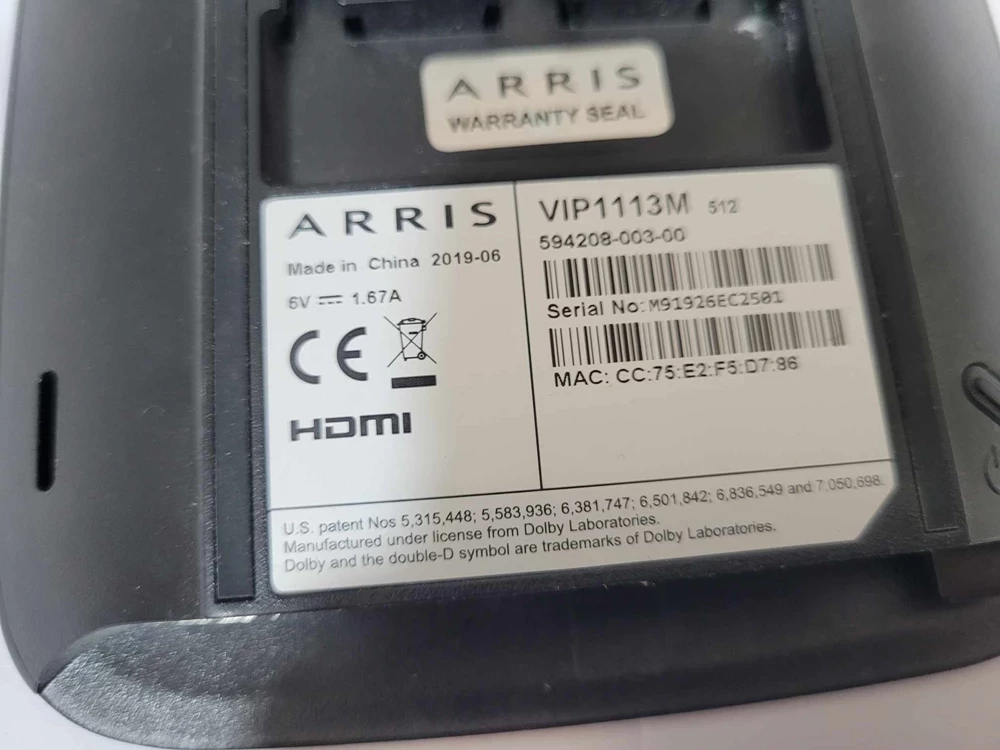 ARRIS
WARRANTY SEAL
ARRIS
Made in China 2019-06
6V ⎓ 1.67A
CE
HDMI
VIP1113M 512
594208-003-00
Serial No: M91926EC2501
MAC: CC:75:E2:F5:D7:86
U.S. patent Nos 5,315,448; 5,583,936; 6,381,747; 6,501,842; 6,836,549 and 7,050,698.
Manufactured under license from Dolby Laboratories.
Dolby and the double-D symbol are trademarks of Dolby Laboratories.